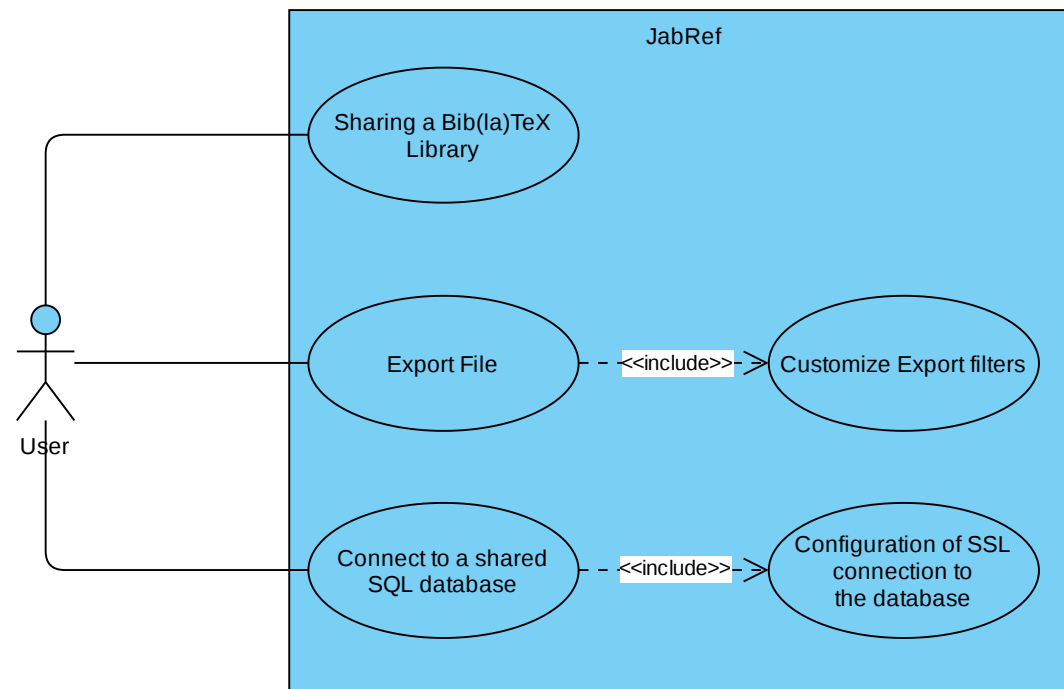 JabRef
Sharing a Bib(la)TeX
Library
Export File
<<include>>
Customize Export filters
User
Connect to a shared
SQL database
<<include>>
Configuration of SSL
connection to
the database